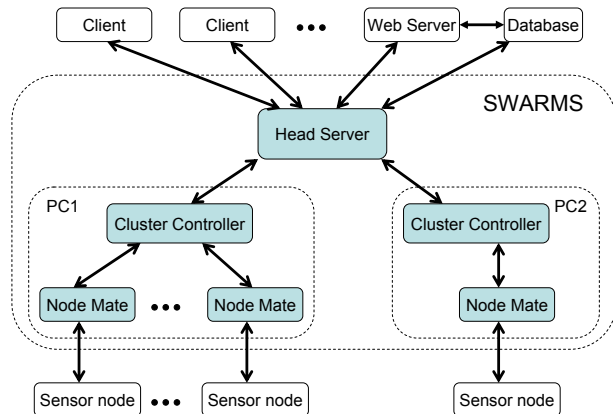 Client
Client
Web Server
Database
SWARMS
Head Server
PC1
PC2
Cluster Controller
Cluster Controller
Node Mate
Node Mate
Node Mate
Sensor node
Sensor node
Sensor node